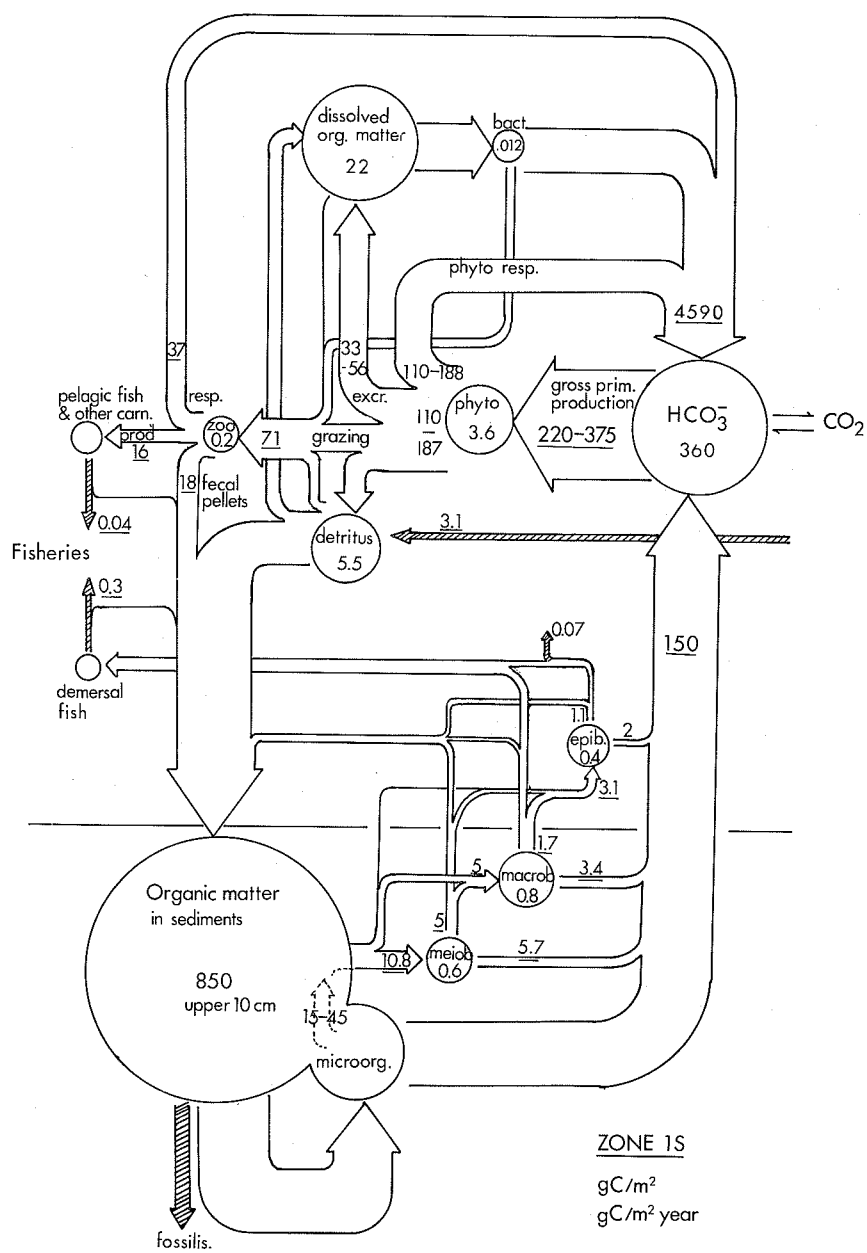 dissolved
org. matter
22
bact.
.012
phyto resp.
4590
37
33
-56
110-188
resp.
excr.
pelagic fish
& other carn.
prod
16
zoo
0.2
71
grazing
110
-
187
phyto
3.6
gross prim.
production
220-375
HCO3-
360
CO2
18 fecal
pellets
0.04
detritus
5.5
3.1
Fisheries
0.3
0.07
150
demersal
fish
1.1
epib.
0.4
2
3.1
1.7
Organic matter
in sediments
5
macrob
0.8
3.4
850
upper 10 cm
5
10.8
meiob
0.6
5.7
15-45
microorg.
ZONE 1S
gC/m²
gC/m² year
fossilis.